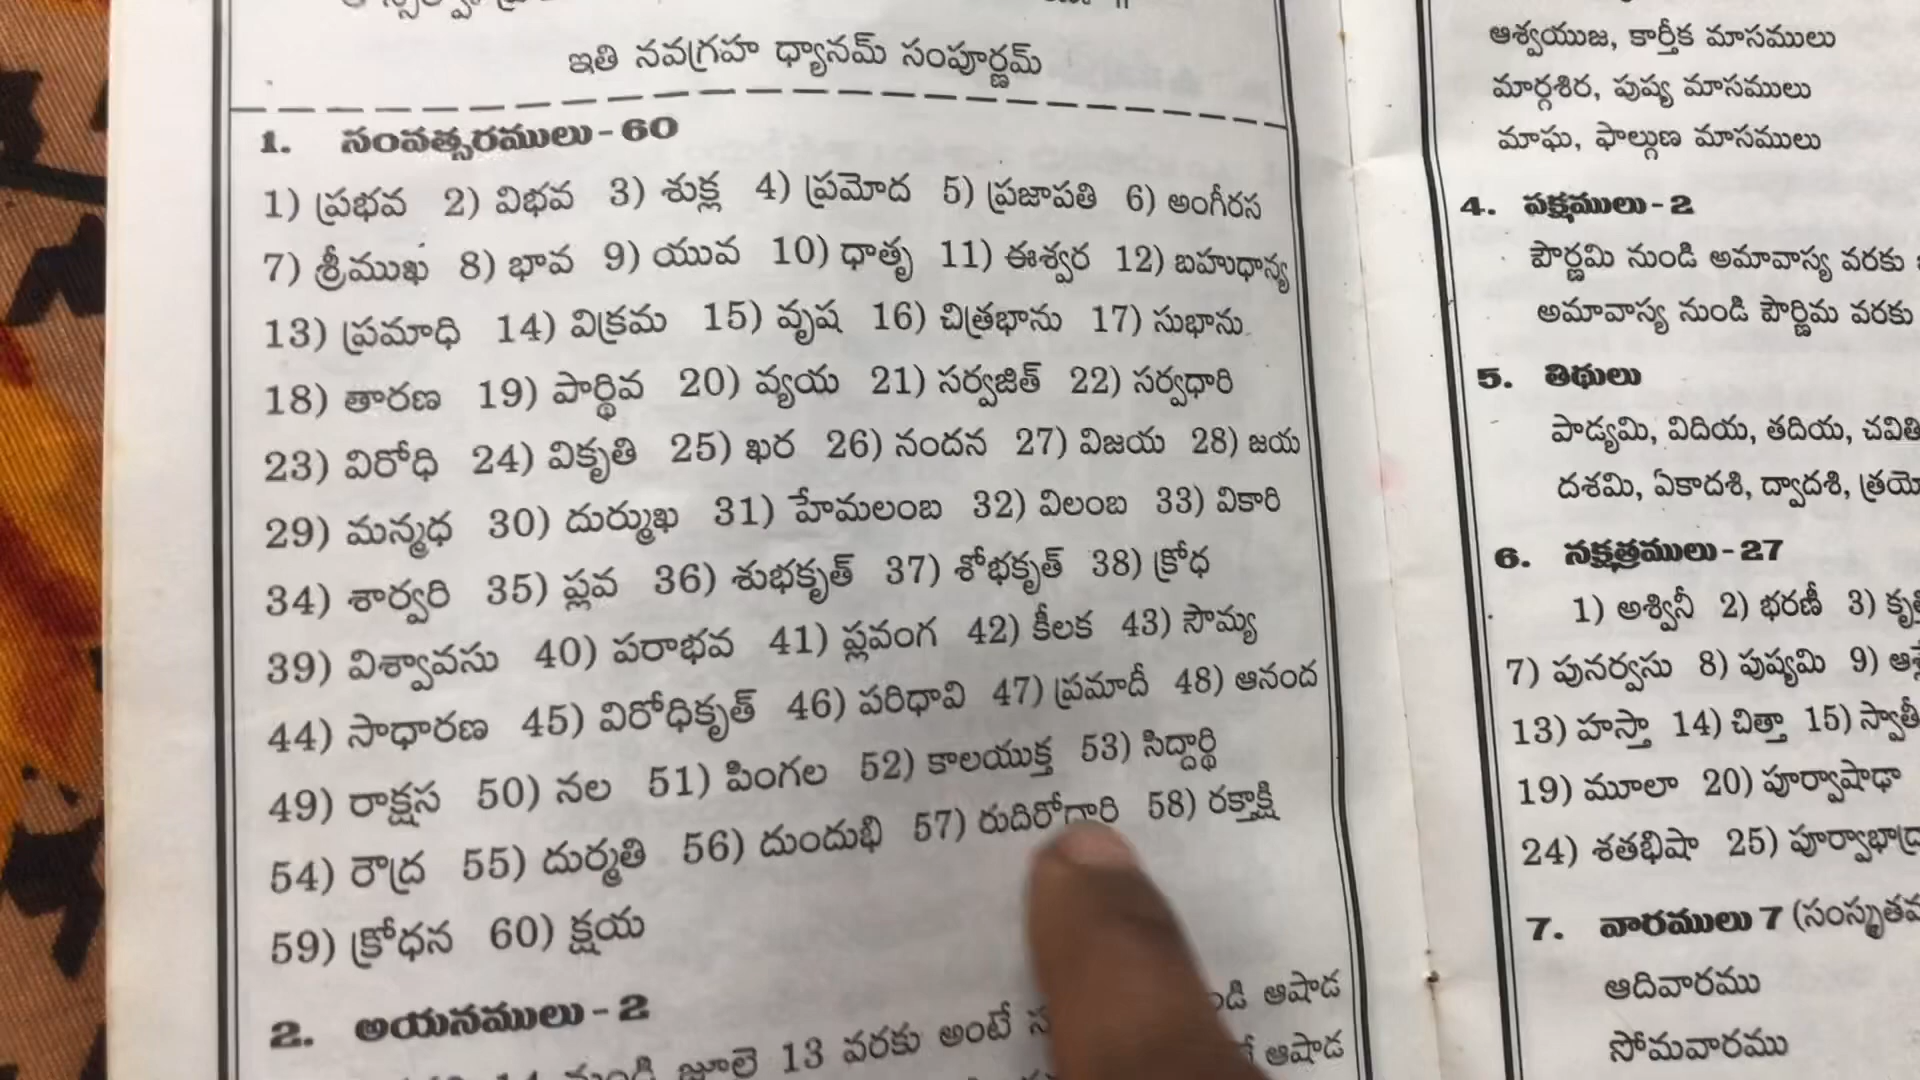 ఇతి నవగ్రహ ధ్యానమ్ సంపూర్ణమ్
1. సంవత్సరములు - 60
1) ప్రభవ 2) విభవ 3) శుక్ల 4) ప్రమోద 5) ప్రజాపతి 6) అంగీరస
7) శ్రీముఖ 8) భావ 9) యువ 10) ధాతృ 11) ఈశ్వర 12) బహుధాన్య
13) ప్రమాధి 14) విక్రమ 15) వృష 16) చిత్రభాను 17) సుభాను
18) తారణ 19) పార్థివ 20) వ్యయ 21) సర్వజిత్ 22) సర్వధారి
23) విరోధి 24) వికృతి 25) ఖర 26) నందన 27) విజయ 28) జయ
29) మన్మధ 30) దుర్ముఖ 31) హేమలంబ 32) విలంబ 33) వికారి
34) శార్వరి 35) ప్లవ 36) శుభకృత్ 37) శోభకృత్ 38) క్రోధ
39) విశ్వావసు 40) పరాభవ 41) ప్లవంగ 42) కీలక 43) సౌమ్య
44) సాధారణ 45) విరోధికృత్ 46) పరిధావి 47) ప్రమాదీ 48) ఆనంద
49) రాక్షస 50) నల 51) పింగల 52) కాలయుక్త 53) సిద్దార్థి
54) రౌద్ర 55) దుర్మతి 56) దుందుభి 57) 58) రక్తాక్షి
59) క్రోధన 60) క్షయ
2. అయనములు - 2
జూలై 13 వరకు అంటే ఆషాడ
ఆషాడ
ఆశ్వయుజ, కార్తీక మాసములు
మార్గశిర, పుష్య మాసములు
మాఘ, ఫాల్గుణ మాసములు
4. పక్షములు - 2
పౌర్ణమి నుండి అమావాస్య వరకు
అమావాస్య నుండి పౌర్ణిమ వరకు
5. తిథులు
పాడ్యమి, విదియ, తదియ, చవితి
దశమి, ఏకాదశి, ద్వాదశి,
6. నక్షత్రములు - 27
1) అశ్వినీ 2) భరణీ 3)
7) పునర్వసు 8) పుష్యమి 9)
13) హస్తా 14) చిత్తా 15) స్వాతీ
19) మూలా 20) పూర్వాషాఢా
24) శతభిషా 25)
7. వారములు 7
ఆదివారము
సోమవారము